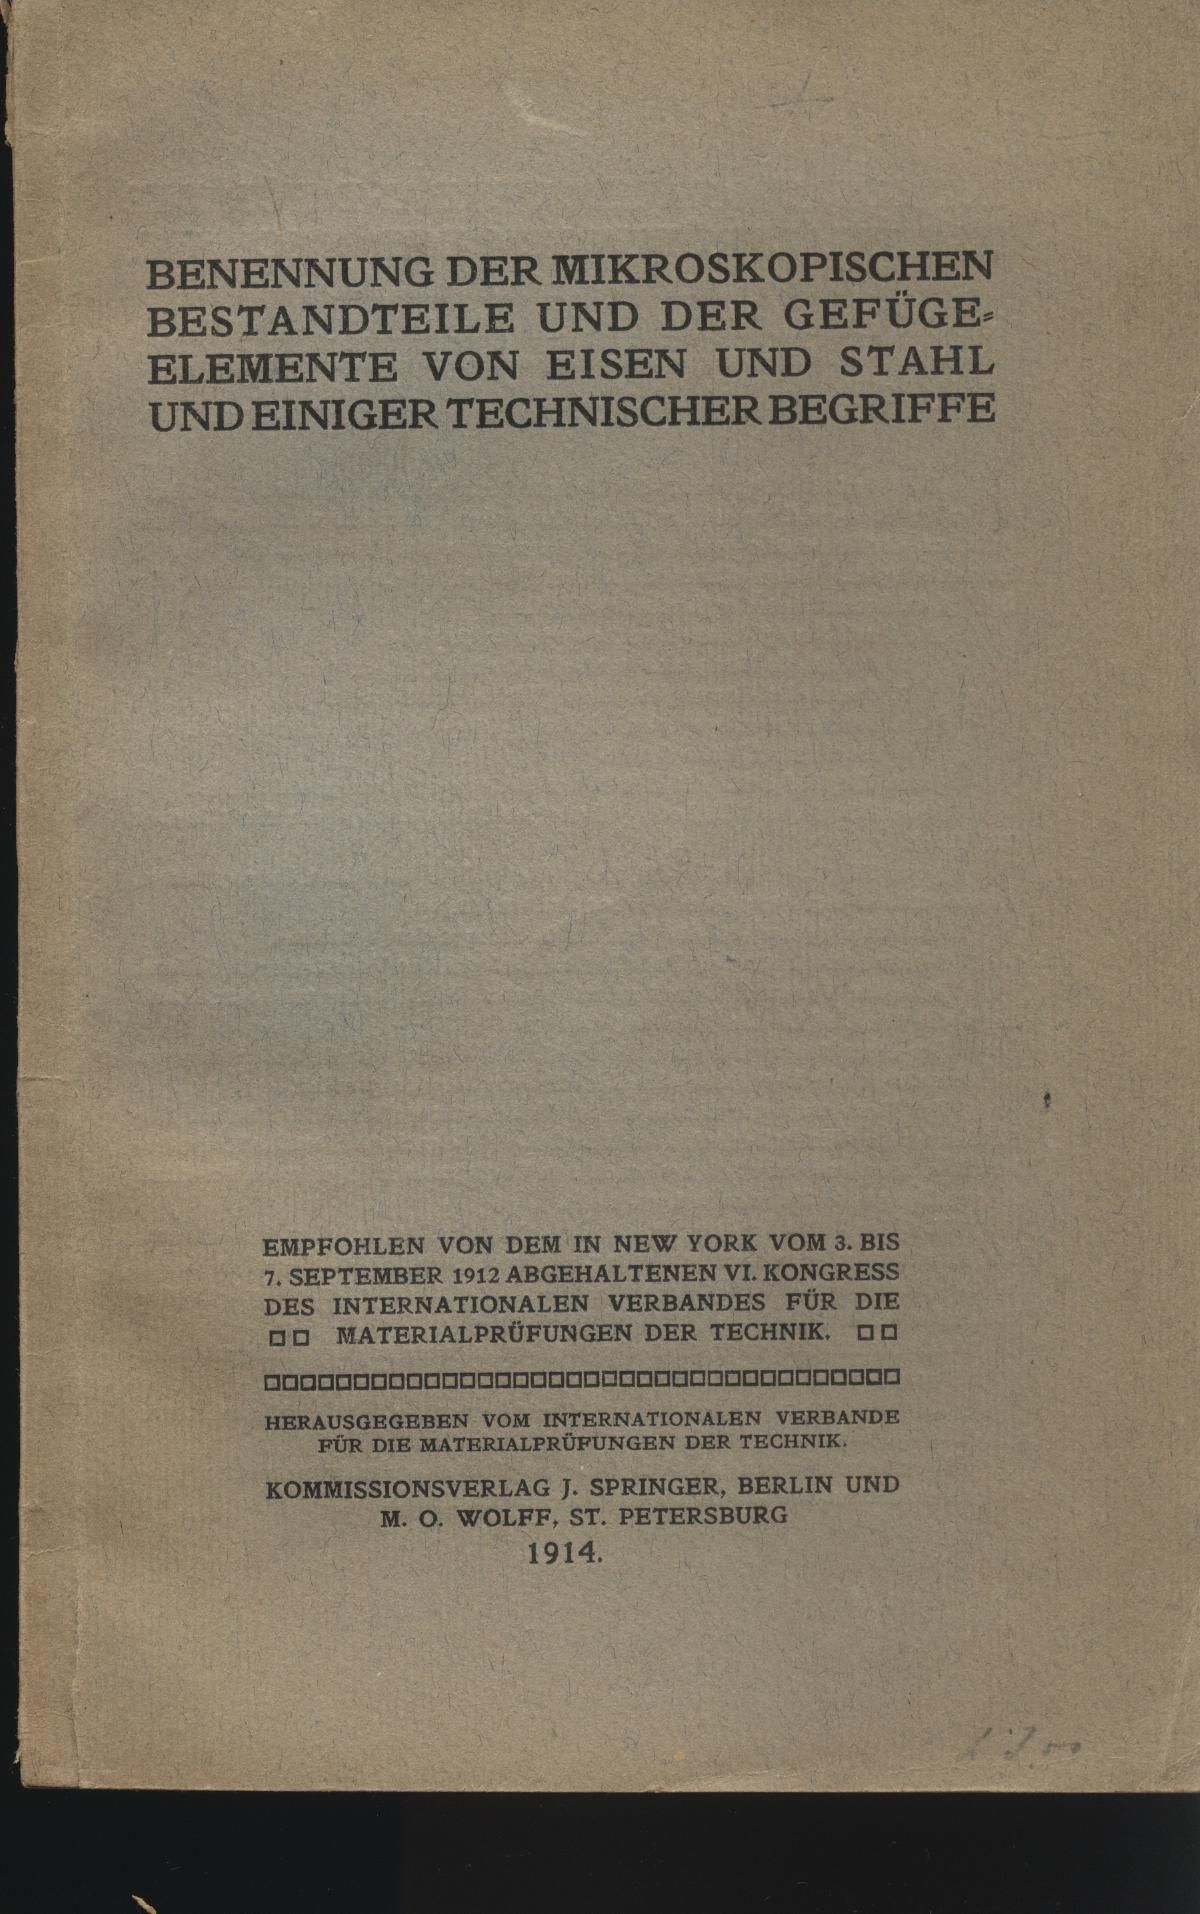 BENENNUNG DER MIKROSKOPISCHEN
BESTANDTEILE UND DER GEFÜGE-
ELEMENTE VON EISEN UND STAHL
UND EINIGER TECHNISCHER BEGRIFFE
EMPFOHLEN VON DEM IN NEW YORK VOM 3. BIS
7. SEPTEMBER 1912 ABGEHALTENEN VI. KONGRESS
DES INTERNATIONALEN VERBANDES FÜR DIE
MATERIALPRÜFUNGEN DER TECHNIK.
HERAUSGEGEBEN VOM INTERNATIONALEN VERBANDE
FÜR DIE MATERIALPRÜFUNGEN DER TECHNIK.
KOMMISSIONSVERLAG J. SPRINGER, BERLIN UND
M. O. WOLFF, ST. PETERSBURG
1914.